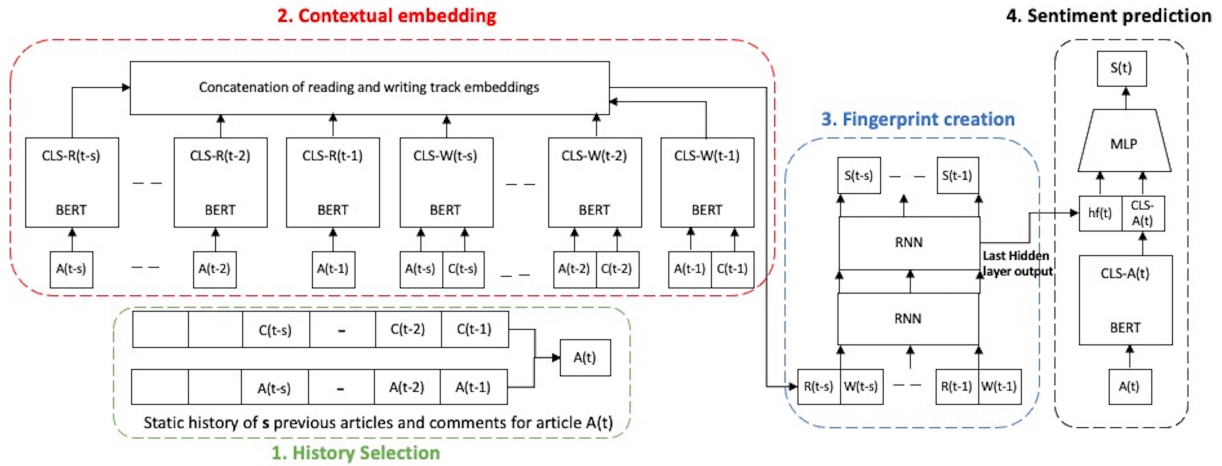 2. Contextual embedding
4. Sentiment prediction
Concatenation of reading and writing track embeddings
CLS-R(t-s)
BERT
CLS-R(t-2)
BERT
CLS-R(t-1)
BERT
CLS-W(t-s)
BERT
CLS-W(t-2)
BERT
CLS-W(t-1)
BERT
A(t-s)
A(t-2)
A(t-1)
A(t-s) C(t-s)
A(t-2) C(t-2)
A(t-1) C(t-1)
C(t-s) - C(t-2) C(t-1)
A(t-s) - A(t-2) A(t-1)
A(t)
Static history of s previous articles and comments for article A(t)
1. History Selection
3. Fingerprint creation
S(t-s) S(t-1)
RNN
RNN
Last Hidden
layer output
R(t-s) W(t-s) R(t-1) W(t-1)
S(t)
MLP
hf(t)
CLS-
A(t)
CLS-A(t)
BERT
A(t)